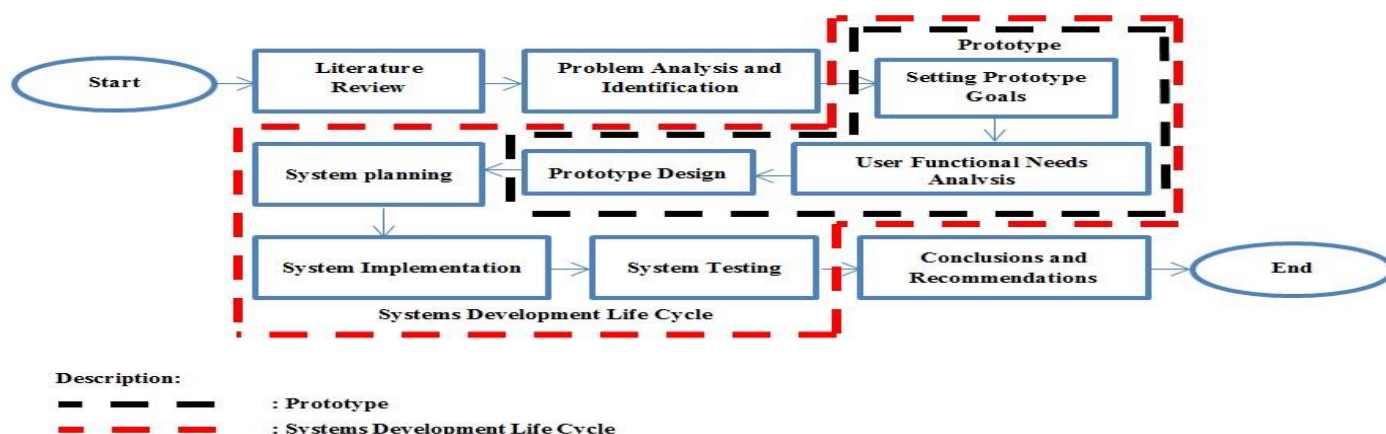 Start
Literature
Review
Problem Analysis and
Identification
Prototype
Setting Prototype
Goals
User Functional Needs
Analysis
Prototype Design
System planning
System Implementation
System Testing
Systems Development Life Cycle
Conclusions and
Recommendations
End
Description:
: Prototype
: Systems Development Life Cycle